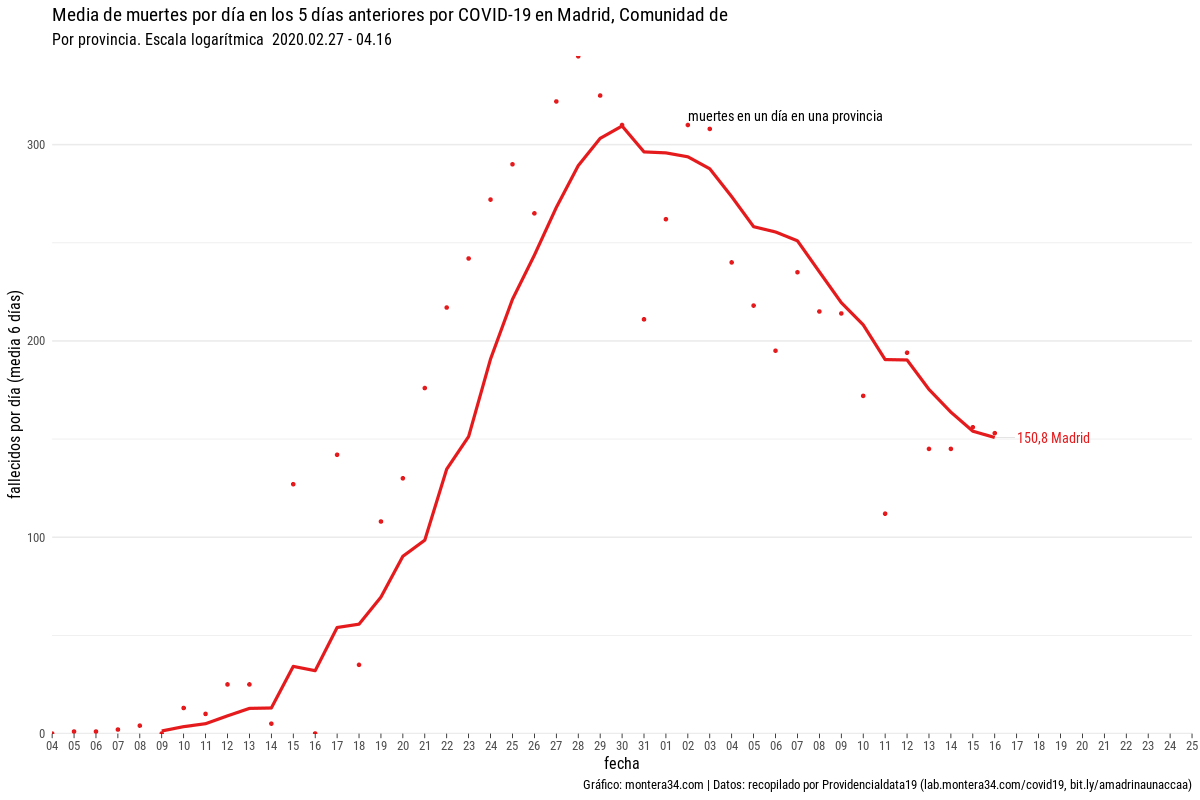 Media de muertes por día en los 5 días anteriores por COVID-19 en Madrid, Comunidad de
Por provincia. Escala logarítmica  2020.02.27 - 04.16
muertes en un día en una provincia
300
200
100
0
fallecidos por día (media 6 días)
150,8 Madrid
04 05 06 07 08 09 10 11 12 13 14 15 16 17 18 19 20 21 22 23 24 25 26 27 28 29 30 31 01 02 03 04 05 06 07 08 09 10 11 12 13 14 15 16 17 18 19 20 21 22 23 24 25
fecha
Gráfico: montera34.com | Datos: recopilado por Providencialdata19 (lab.montera34.com/covid19, bit.ly/amadrinaunaccaa)